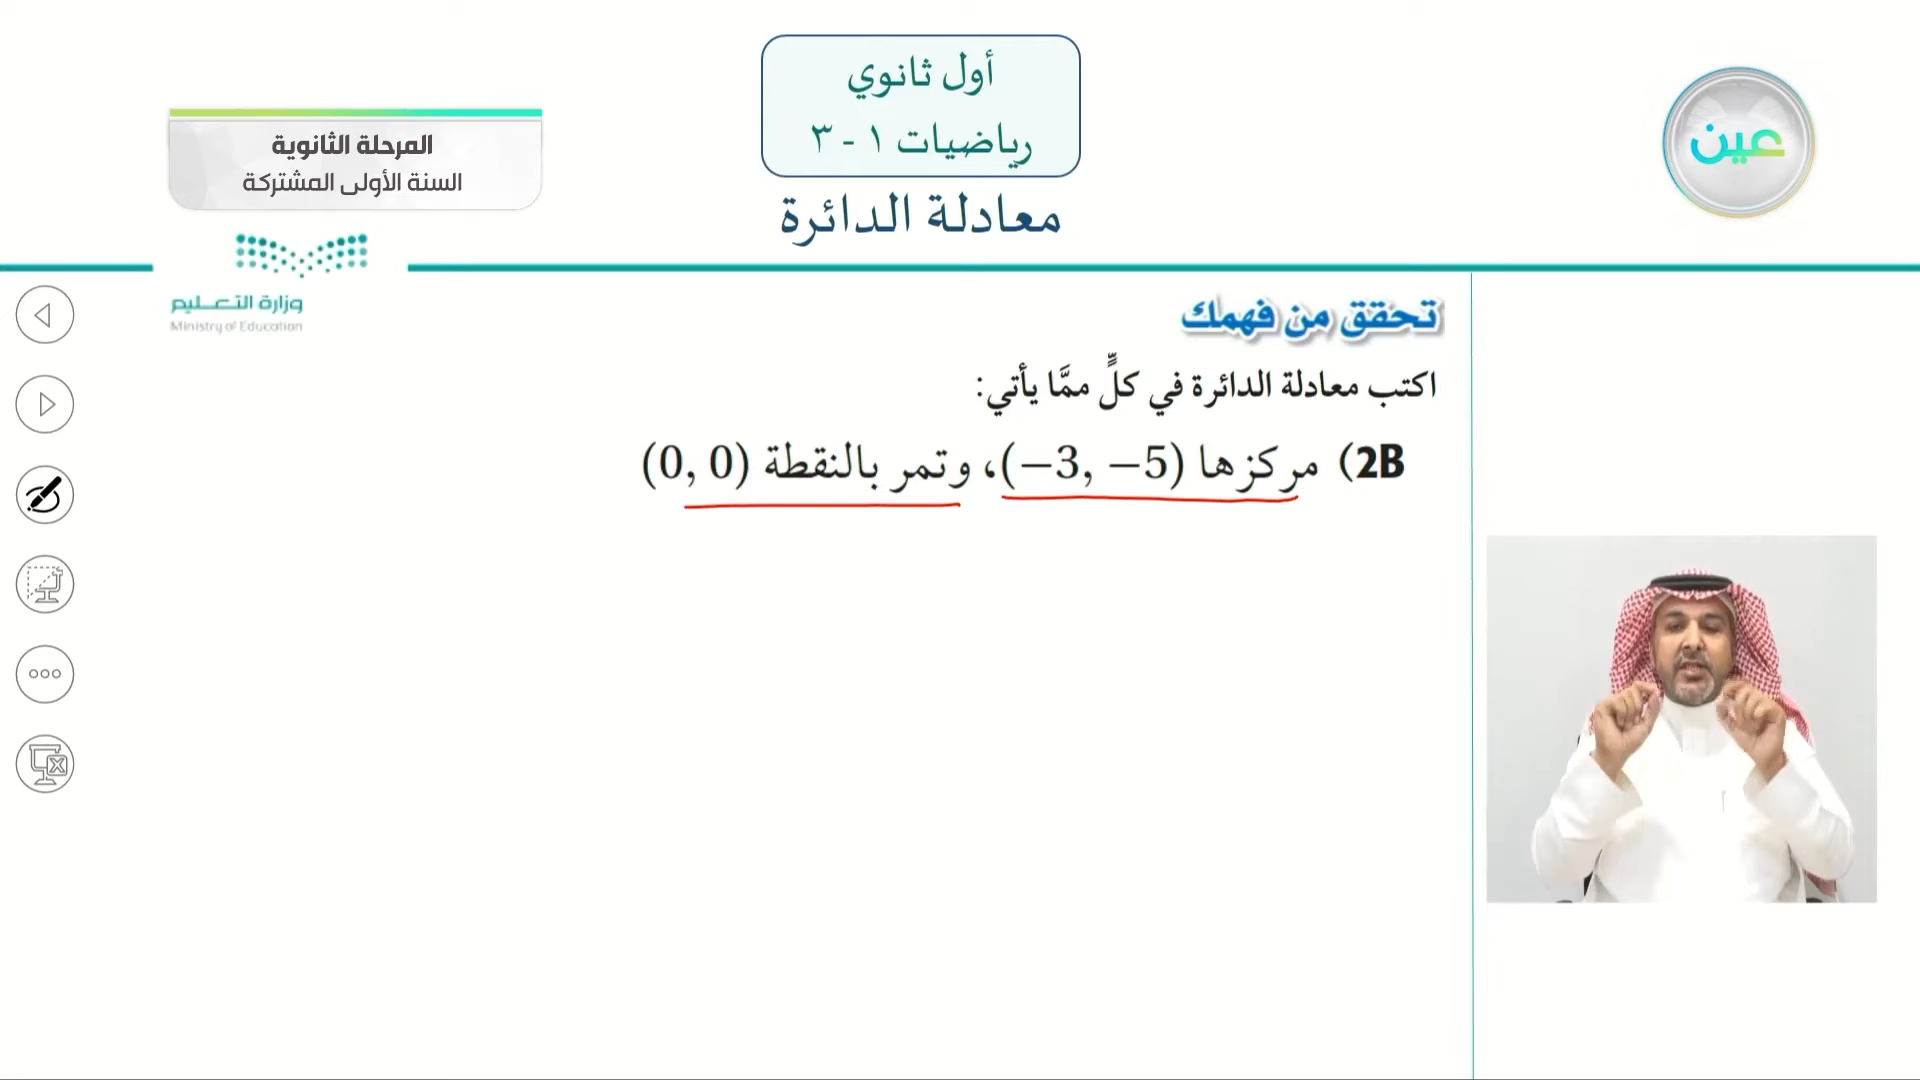 أول ثانوي
رياضيات ١ - ٣
معادلة الدائرة
المرحلة الثانوية
السنة الأولى المشتركة
عين
وزارة التعليم
Ministry of Education
تحقق من فهمك
اكتب معادلة الدائرة في كلٍّ ممَّا يأتي:
2B) مركزها (−3, −5)، وتمر بالنقطة (0, 0)